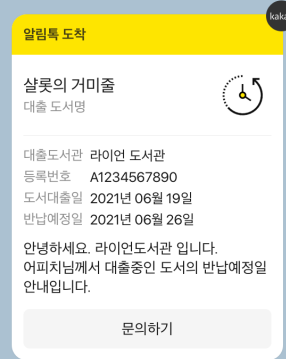 알림톡 도착
샬롯의 거미줄
대출 도서명
대출도서관 라이언 도서관
등록번호 A1234567890
도서대출일 2021년 06월 19일
반납예정일 2021년 06월 26일
안녕하세요. 라이언도서관 입니다.
어피치님께서 대출중인 도서의 반납예정일
안내입니다.
문의하기